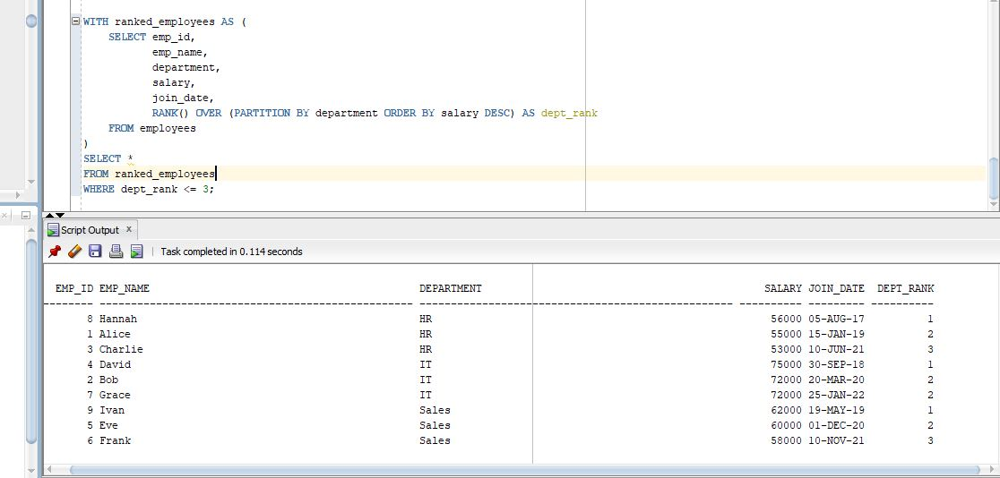 WITH ranked_employees AS (
SELECT emp_id,
emp_name,
department,
salary,
join_date,
RANK() OVER (PARTITION BY department ORDER BY salary DESC) AS dept_rank
FROM employees
)
SELECT *
FROM ranked_employees
WHERE dept_rank <= 3;
Script Output x
Task completed in 0.114 seconds
EMP_ID EMP_NAME DEPARTMENT SALARY JOIN_DATE DEPT_RANK
8 Hannah HR 56000 05-AUG-17 1
1 Alice HR 55000 15-JAN-19 2
3 Charlie HR 53000 10-JUN-21 3
4 David IT 75000 30-SEP-18 1
2 Bob IT 72000 20-MAR-20 2
7 Grace IT 72000 25-JAN-22 2
9 Ivan Sales 62000 19-MAY-19 1
5 Eve Sales 60000 01-DEC-20 2
6 Frank Sales 58000 10-NOV-21 3